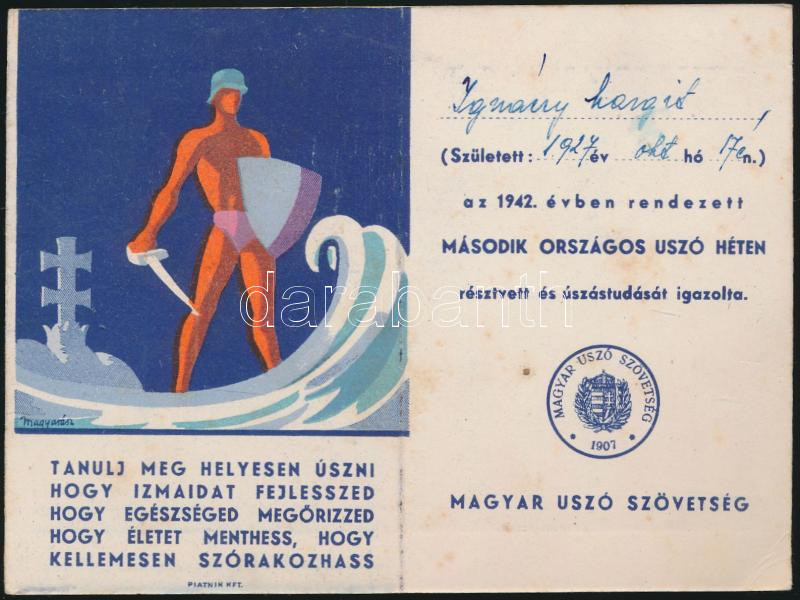 Magyarász
TANULJ MEG HELYESEN ÚSZNI
HOGY IZMAIDAT FEJLESSZED
HOGY EGÉSZSÉGED MEGŐRIZZED
HOGY ÉLETET MENTHESS, HOGY
KELLEMESEN SZÓRAKOZHASS
PIATNIK KFT.
Ignáczy Margit,
(Született: 1927 év okt hó 17én.)
az 1942. évben rendezett
MÁSODIK ORSZÁGOS USZÓ HÉTEN
résztvett és úszástudását igazolta.
MAGYAR USZÓ SZÖVETSÉG
1907
MAGYAR USZÓ SZÖVETSÉG
darabanth